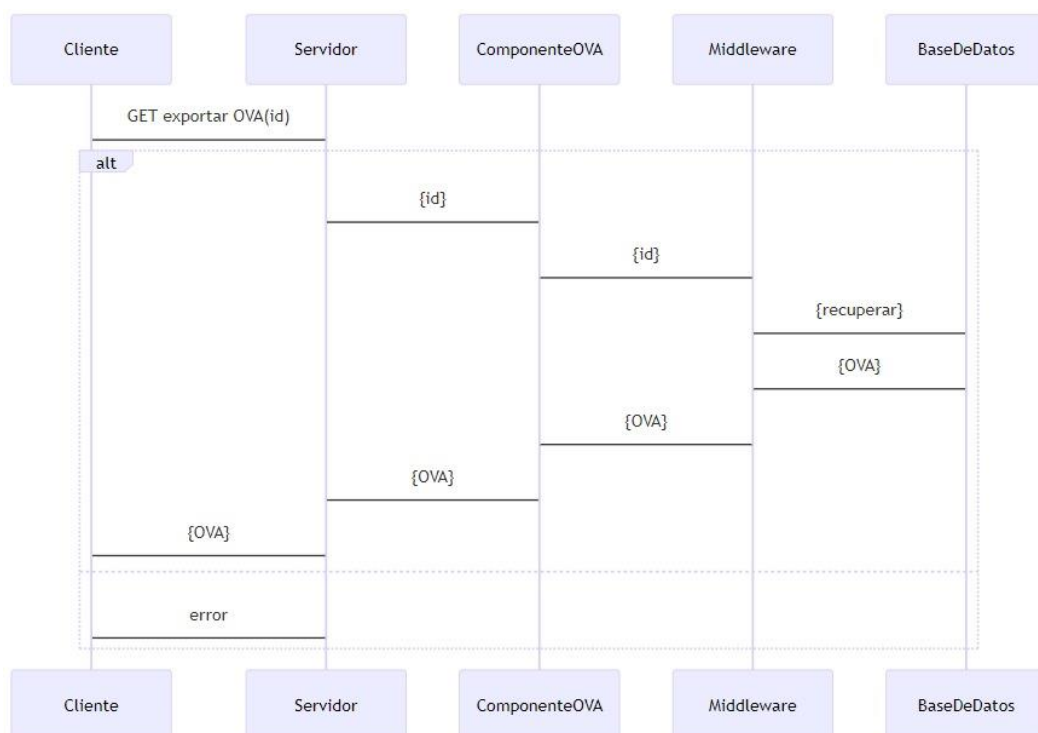 Cliente
Servidor
ComponenteOVA
Middleware
BaseDeDatos
GET exportar OVA(id)
alt
{id}
{id}
{recuperar}
{OVA}
{OVA}
{OVA}
{OVA}
error
Cliente
Servidor
ComponenteOVA
Middleware
BaseDeDatos